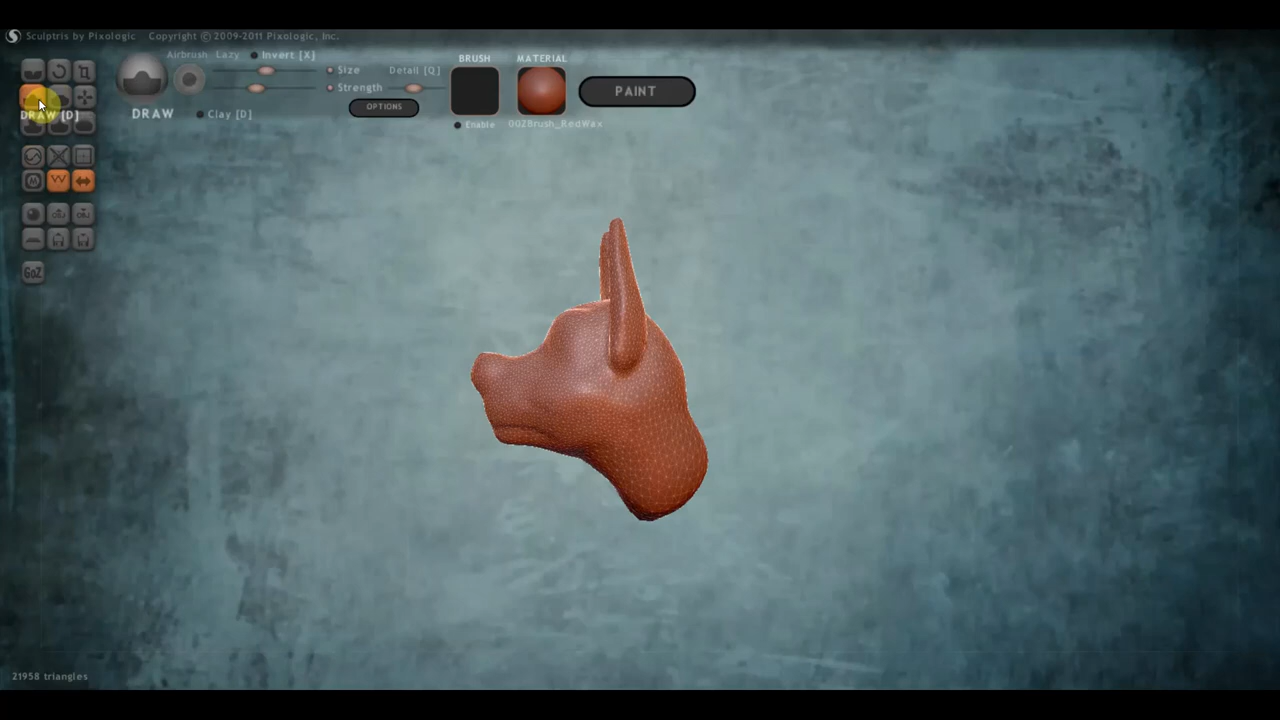 Sculptris by Pixologic Copyright © 2009-2011 Pixologic, Inc.
Airbrush Lazy Invert [X]
Size Detail [Q]
Strength
OPTIONS
DRAW Clay [D]
DRAW [D]
BRUSH
Enable
MATERIAL
00ZBrush_RedWax
PAINT
M
GoZ
21958 triangles